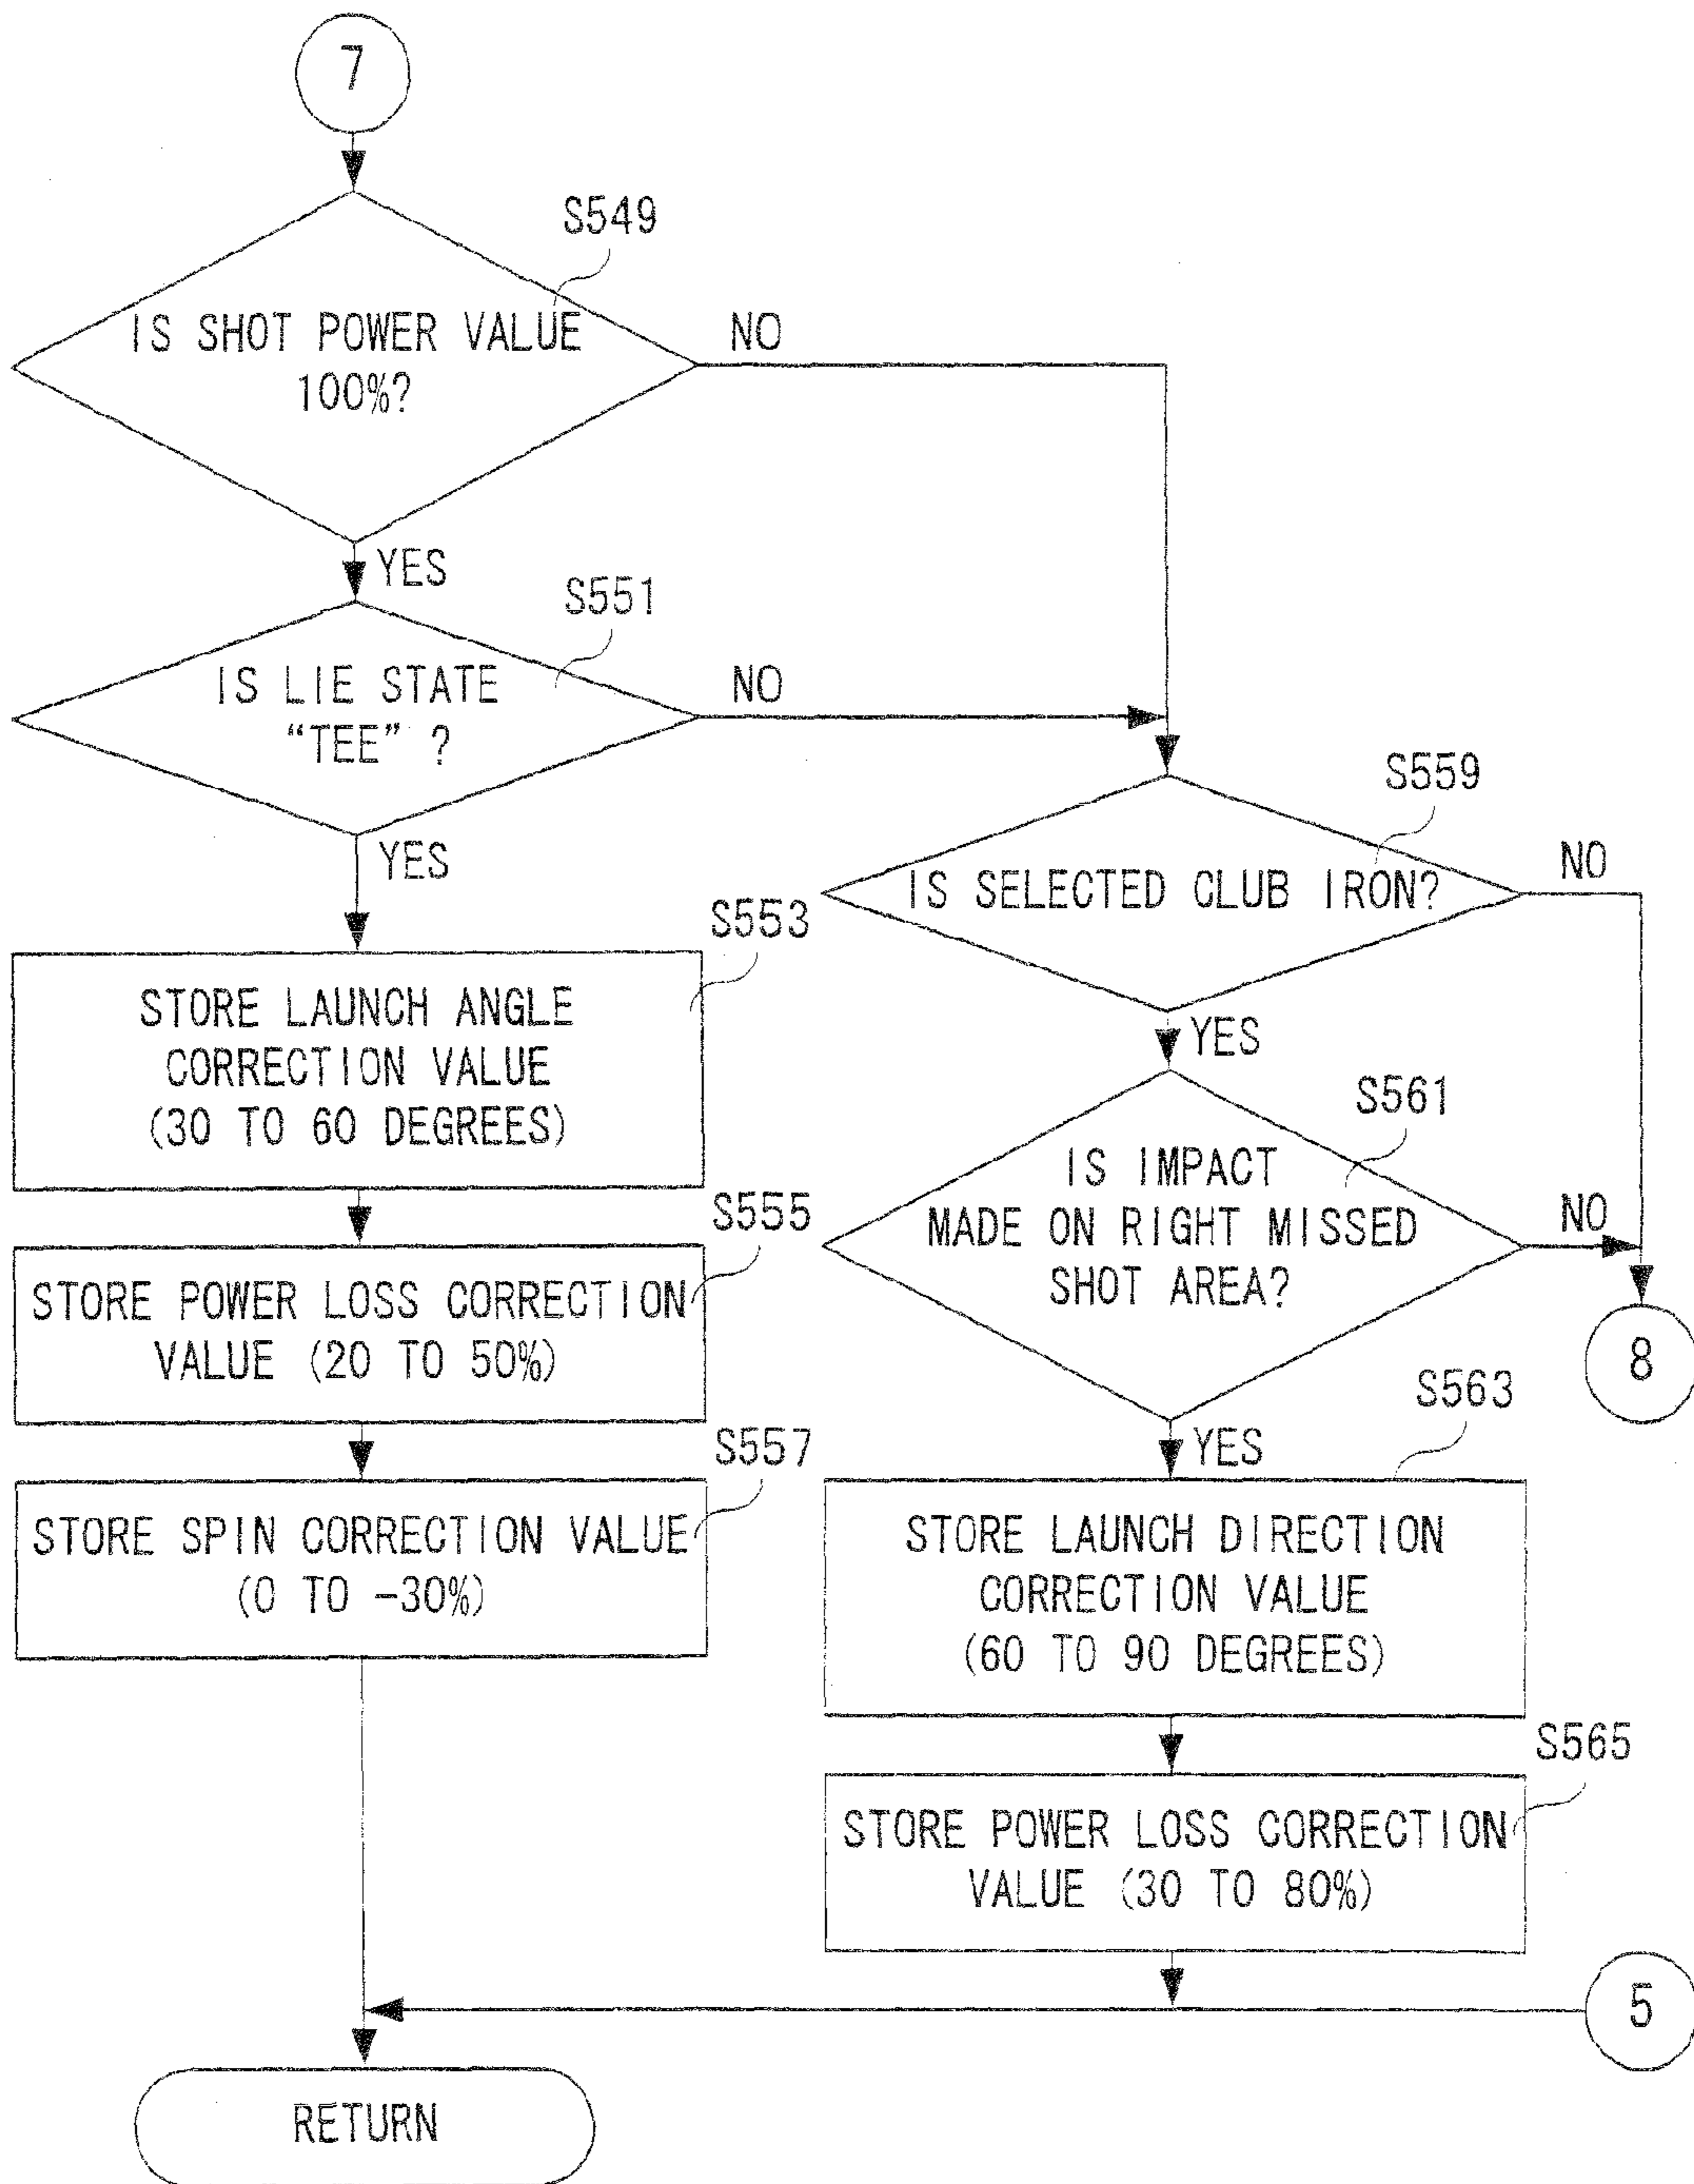 7
S549
IS SHOT POWER VALUE
100%?
NO
YES
S551
IS LIE STATE
“TEE” ?
NO
YES
S553
STORE LAUNCH ANGLE
CORRECTION VALUE
(30 TO 60 DEGREES)
S555
STORE POWER LOSS CORRECTION
VALUE (20 TO 50%)
S557
STORE SPIN CORRECTION VALUE
(0 TO -30%)
S559
IS SELECTED CLUB IRON?
NO
YES
S561
IS IMPACT
MADE ON RIGHT MISSED
SHOT AREA?
NO
8
YES
S563
STORE LAUNCH DIRECTION
CORRECTION VALUE
(60 TO 90 DEGREES)
S565
STORE POWER LOSS CORRECTION
VALUE (30 TO 80%)
5
RETURN